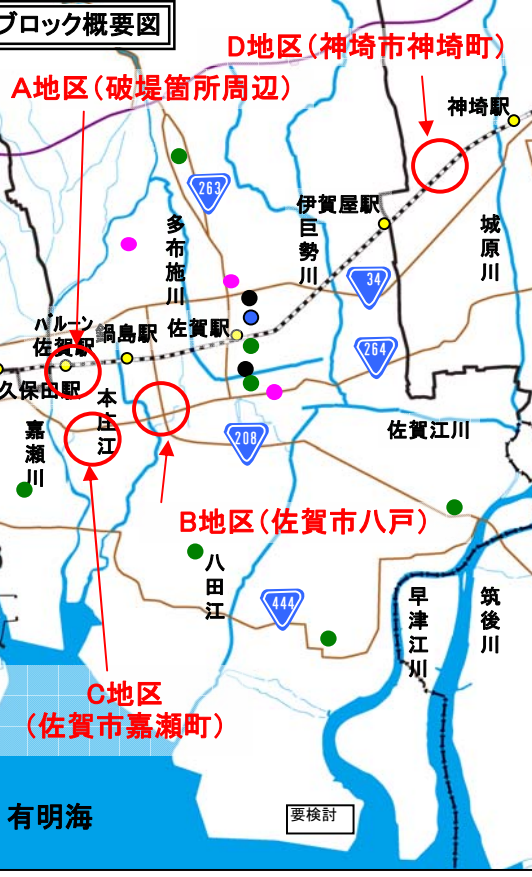 ブロック概要図
D地区(神埼市神埼町)
A地区(破堤箇所周辺)
神埼駅
263
伊賀屋駅
多布施川
巨勢川
城原川
34
バルーン
佐賀駅
鍋島駅
佐賀駅
264
久保田駅
本庄江
嘉瀬川
208
佐賀江川
B地区(佐賀市八戸)
八田江
444
早津江川
筑後川
C地区
(佐賀市嘉瀬町)
有明海
要検討